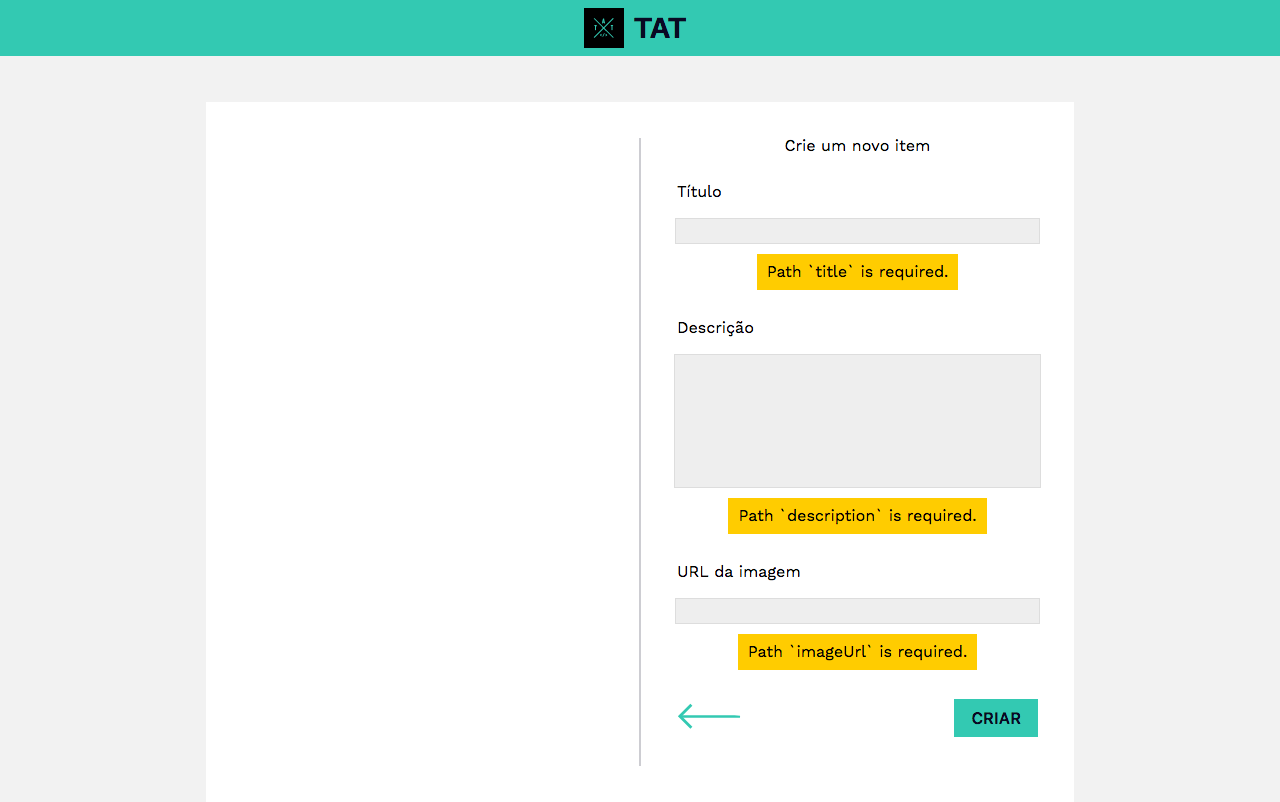 TAT
Crie um novo item
Título
Path `title` is required.
Descrição
Path `description` is required.
URL da imagem
Path `imageUrl` is required.
CRIAR